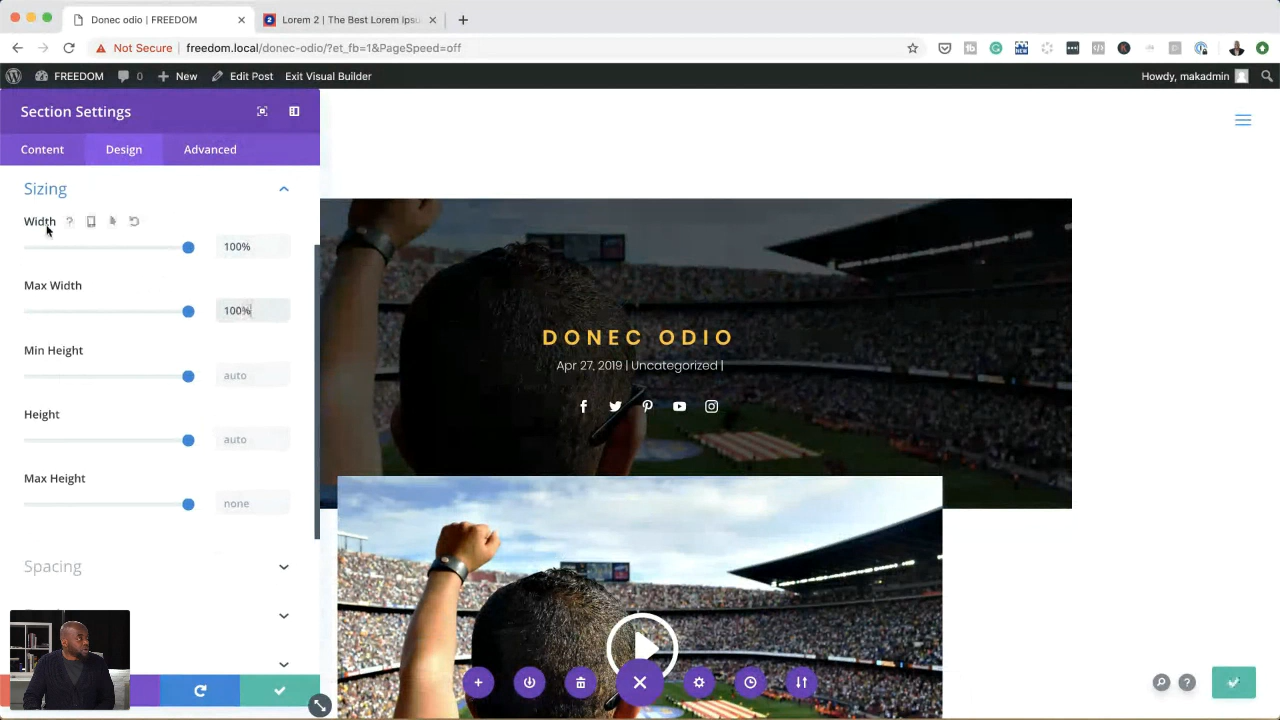 Donec odio | FREEDOM
Lorem 2 | The Best Lorem Ipsu
Not Secure
freedom.local/donec-odio/?et_fb=1&PageSpeed=off
NEW
FREEDOM
0
New
Edit Post
Exit Visual Builder
Howdy, makadmin
Section Settings
Content
Design
Advanced
Sizing
Width
100%
Max Width
100%
Min Height
auto
Height
auto
Max Height
none
Spacing
DONEC ODIO
Apr 27, 2019 | Uncategorized |